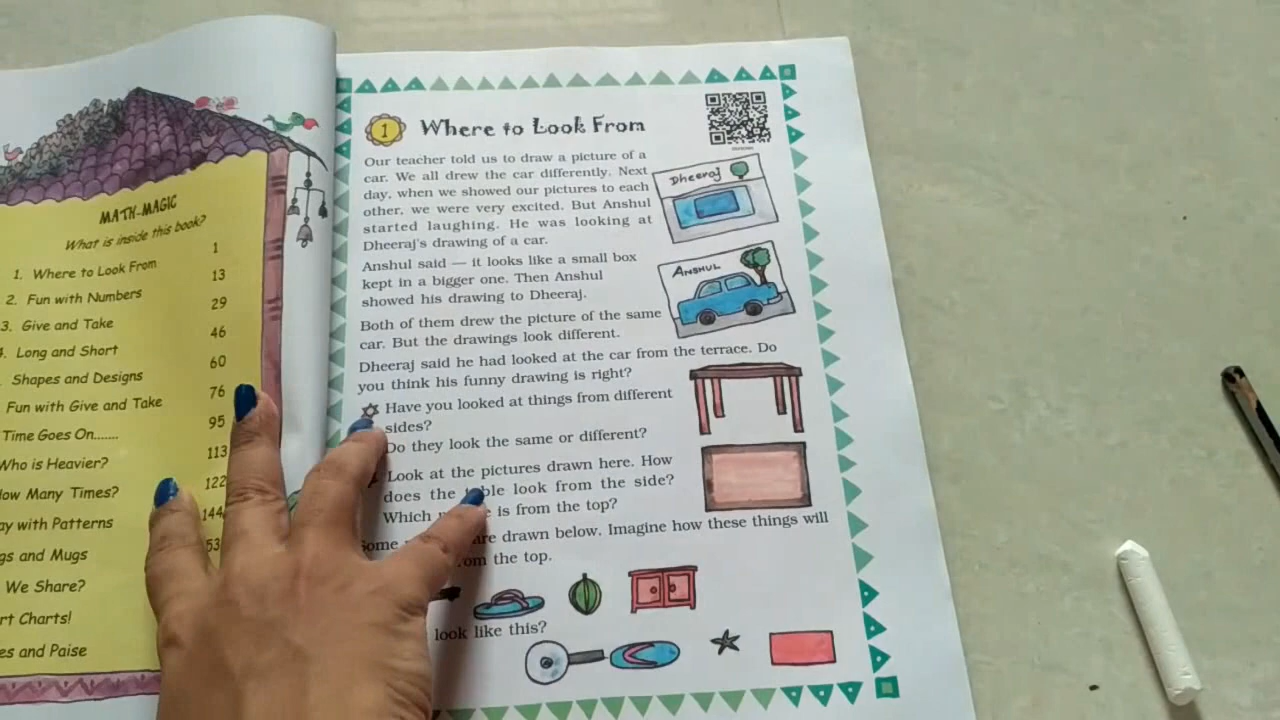 MATH-MAGIC
What is inside this book?
1. Where to Look From 1
2. Fun with Numbers 13
3. Give and Take 29
. Long and Short 46
. Shapes and Designs 60
Fun with Give and Take 76
Time Goes On....... 95
Who is Heavier? 113
ow Many Times? 122
ay with Patterns 144
gs and Mugs 53
We Share?
rt Charts!
es and Paise
1 Where to Look From
Our teacher told us to draw a picture of a
car. We all drew the car differently. Next
day, when we showed our pictures to each
other, we were very excited. But Anshul
started laughing. He was looking at
Dheeraj's drawing of a car.
Dheeraj
Anshul said — it looks like a small box
kept in a bigger one. Then Anshul
showed his drawing to Dheeraj.
ANSHUL
Both of them drew the picture of the same
car. But the drawings look different.
Dheeraj said he had looked at the car from the terrace. Do
you think his funny drawing is right?
Have you looked at things from different
sides?
Do they look the same or different?
Look at the pictures drawn here. How
does the table look from the side?
Which is from the top?
Some are drawn below. Imagine how these things will
from the top.
look like this?